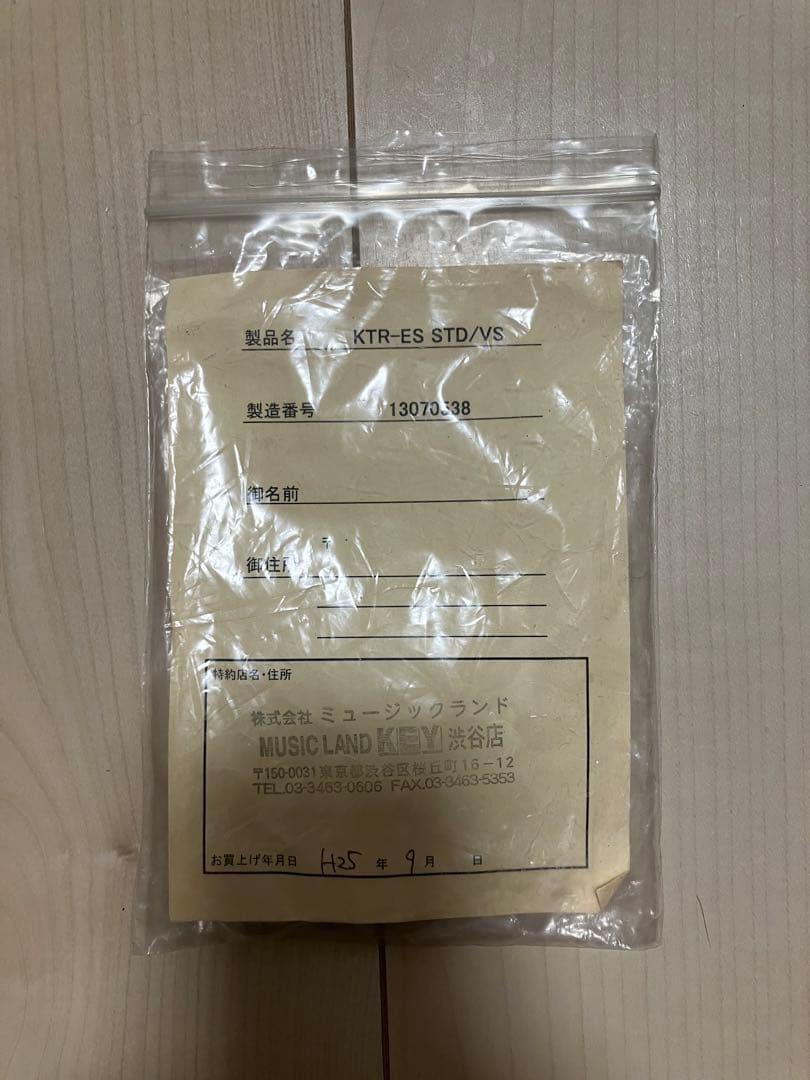 製品名 KTR-ES STD/VS
製造番号 13070538
御名前
〒
御住所
特約店名・住所
株式会社 ミュージックランド
MUSIC LAND KEY 渋谷店
〒150-0031 東京都渋谷区桜丘町16-12
TEL.03-3463-0606 FAX.03-3463-5353
お買上げ年月日 H25 年 9 月 日